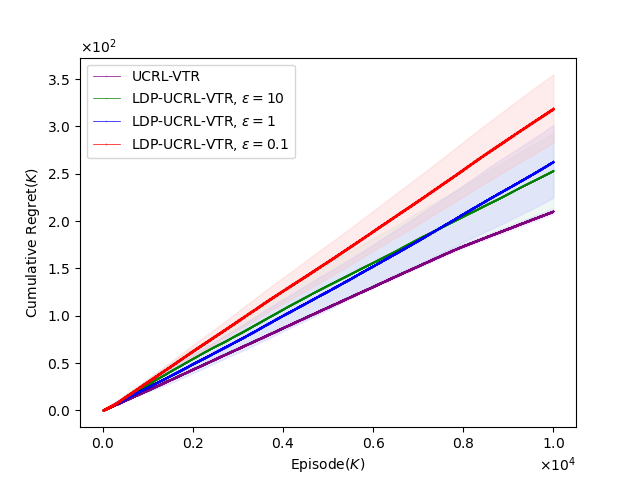 ×10²
UCRL-VTR
LDP-UCRL-VTR, ε = 10
LDP-UCRL-VTR, ε = 1
LDP-UCRL-VTR, ε = 0.1
3.5
3.0
2.5
2.0
1.5
1.0
0.5
0.0
Cumulative Regret(K)
0.0 0.2 0.4 0.6 0.8 1.0
Episode(K)
×10⁴